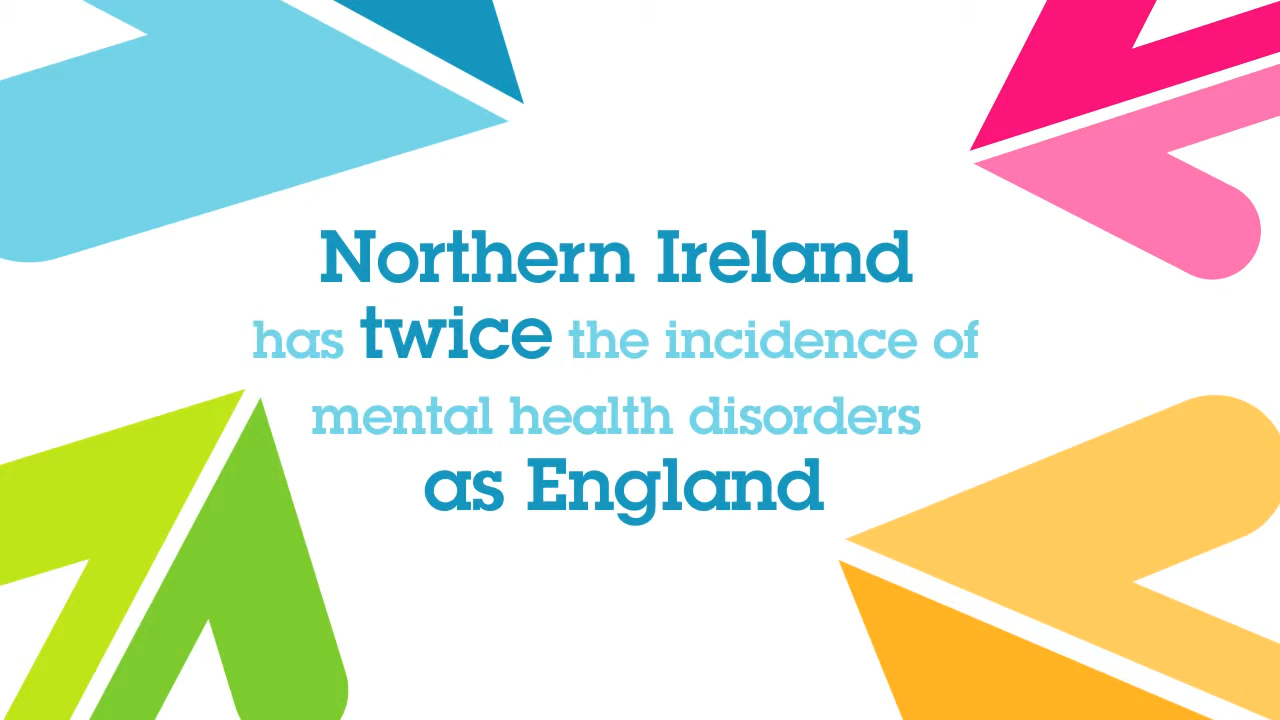 Northern Ireland
has twice the incidence of
mental health disorders
as England